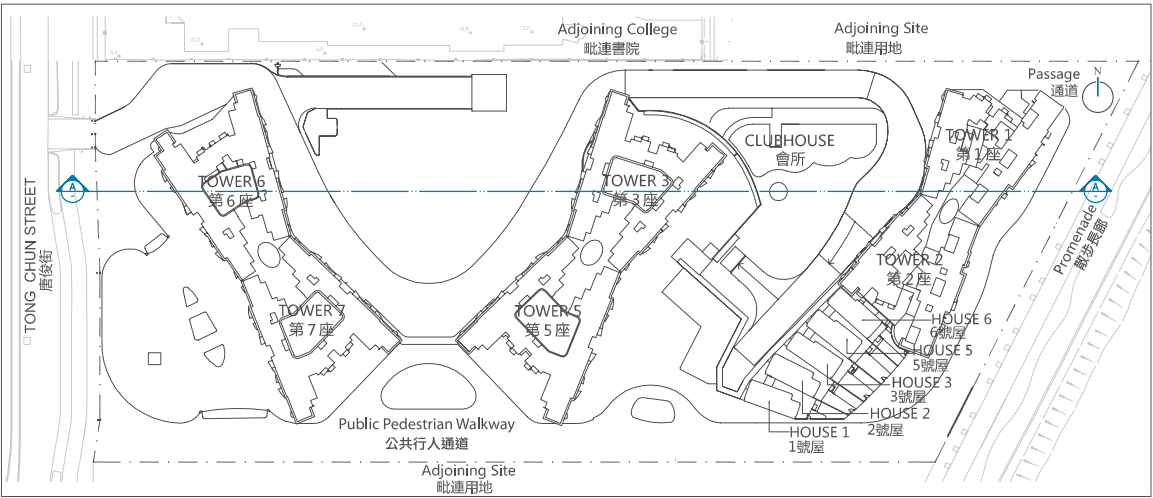 Adjoining College
毗連書院
Adjoining Site
毗連用地
Passage
通道
N
TOWER 1
第1座
CLUBHOUSE
會所
TOWER 6
第6座
TOWER 3
第3座
A
A
TONG CHUN STREET
唐俊街
Promenade
散步長廊
TOWER 2
第2座
TOWER 7
第7座
TOWER 5
第5座
HOUSE 6
6號屋
HOUSE 5
5號屋
HOUSE 3
3號屋
HOUSE 2
2號屋
HOUSE 1
1號屋
Public Pedestrian Walkway
公共行人通道
Adjoining Site
毗連用地